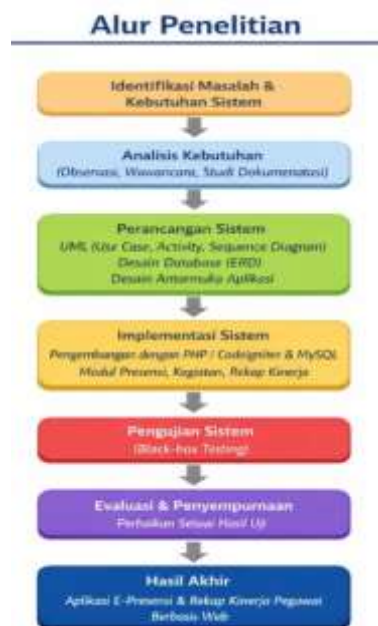 Alur Penelitian
Identifikasi Masalah &
Kebutuhan Sistem
Analisis Kebutuhan
(Observasi, Wawancara, Studi Dokumentasi)
Perancangan Sistem
UML (Use Case, Activity, Sequence Diagram)
Desain Database (ERD)
Desain Antarmuka Aplikasi
Implementasi Sistem
Pengembangan dengan PHP / CodeIgniter & MySQL
Modul Presensi, Kegiatan, Rekap Kinerja
Pengujian Sistem
(Black-box Testing)
Evaluasi & Penyempurnaan
Perbaikan Sesuai Hasil Uji
Hasil Akhir
Aplikasi E-Presensi & Rekap Kinerja Pegawai
Berbasis Web